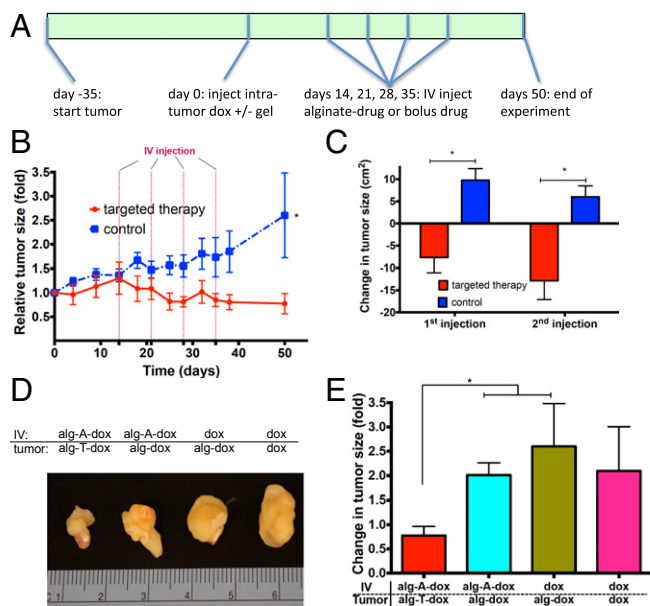 A
day -35:
start tumor
day 0: inject intra-
tumor dox +/- gel
days 14, 21, 28, 35: IV inject
alginate-drug or bolus drug
days 50: end of
experiment
B
IV injection
Relative tumor size (fold)
3.5
3.0
2.5
2.0
1.5
1.0
0.5
targeted therapy
control
*
0
10
20
30
40
50
Time (days)
C
Change in tumor size (cm²)
10
5
0
-5
-10
-15
-20
*
*
targeted therapy
control
1st injection
2nd injection
D
IV: alg-A-dox alg-A-dox dox dox
tumor: alg-T-dox alg-dox alg-dox dox
C 1 2 3 4 5 6
E
Change in tumor size (fold)
3.5
3.0
2.5
2.0
1.5
1.0
0.5
0.0
*
IV alg-A-dox alg-A-dox dox dox
Tumor alg-T-dox alg-dox alg-dox dox